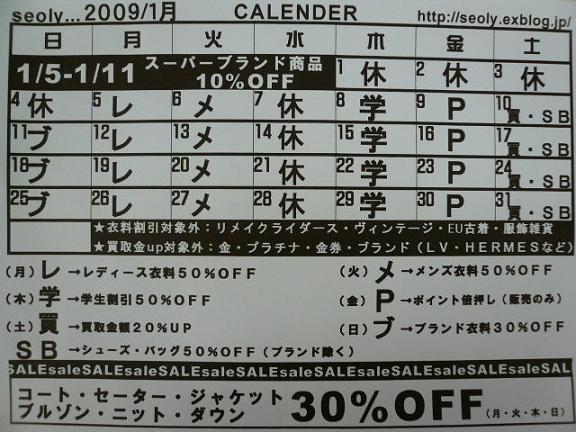 seoly... 2009/1月 CALENDER http://seoly.exblog.jp/
日 月 火 水 木 金 土
1/5-1/11 スーパーブランド商品 10%OFF 1 休 2 休 3 休
4 休 5 レ 6 メ 7 休 8 学 9 P 10 買・SB
11 ブ 12 レ 13 メ 14 休 15 学 16 P 17 買・SB
18 ブ 19 レ 20 メ 21 休 22 学 23 P 24 買・SB
25 ブ 26 レ 27 メ 28 休 29 学 30 P 31 買・SB
★衣料割引対象外：リメイクライダース・ヴィンテージ・EU古着・服飾雑貨
★買取金up対象外：金・プラチナ・金券・ブランド（LV・HERMESなど）
(月) レ →レディース衣料50%OFF (火) メ →メンズ衣料50%OFF
(木) 学 →学生割引50%OFF (金) P →ポイント倍押し（販売のみ）
(土) 買 →買取金額20%UP (日) ブ →ブランド衣料30%OFF
SB →シューズ・バッグ50%OFF（ブランド除く）
SALEsaleSALEsaleSALEsaleSALEsaleSALEsaleSALEsaleSALEsaleSAL
コート・セーター・ジャケット
ブルゾン・ニット・ダウン 30%OFF (月・火・木・日)